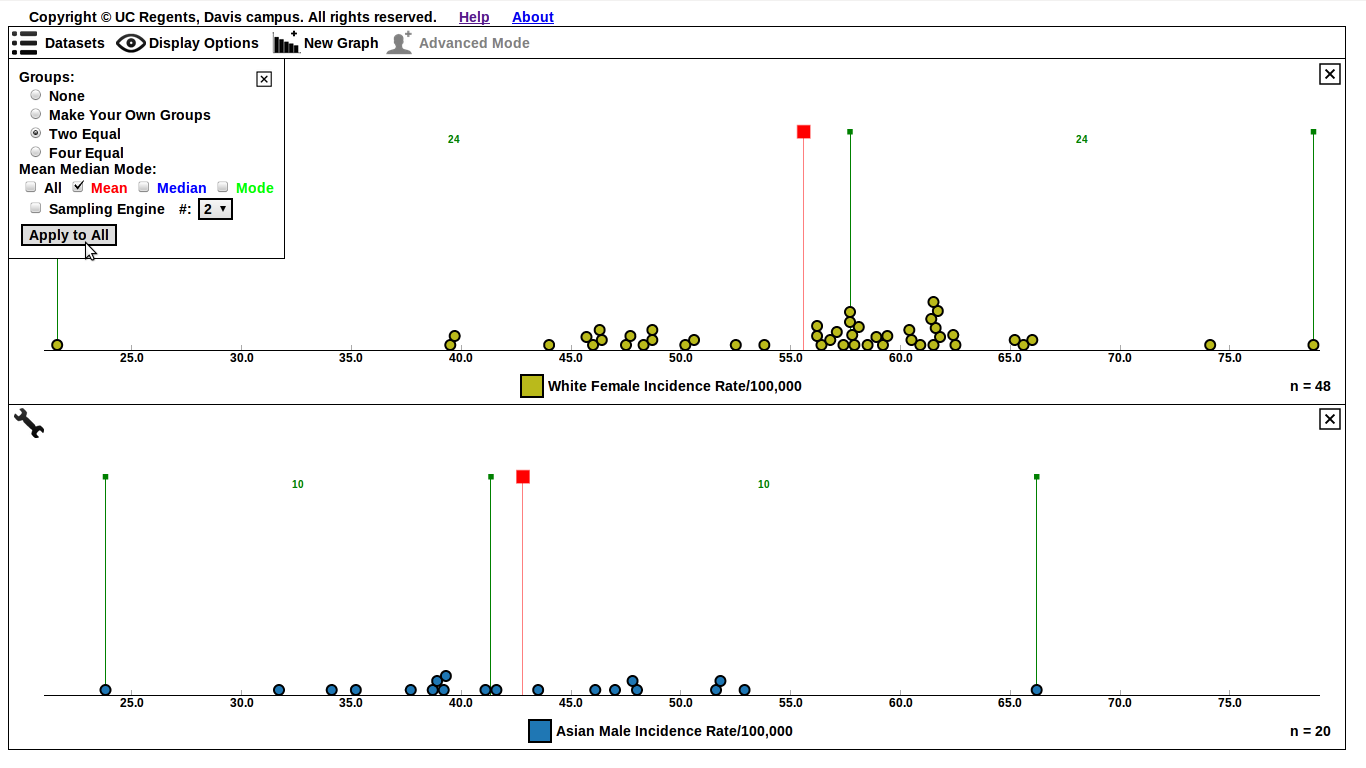 Copyright © UC Regents, Davis campus. All rights reserved. Help About
Datasets Display Options New Graph Advanced Mode
Groups:
None
Make Your Own Groups
Two Equal
Four Equal
Mean Median Mode:
All Mean Median Mode
Sampling Engine #: 2
Apply to All
24 24
25.0 30.0 35.0 40.0 45.0 50.0 55.0 60.0 65.0 70.0 75.0
White Female Incidence Rate/100,000 n = 48
10 10
25.0 30.0 35.0 40.0 45.0 50.0 55.0 60.0 65.0 70.0 75.0
Asian Male Incidence Rate/100,000 n = 20